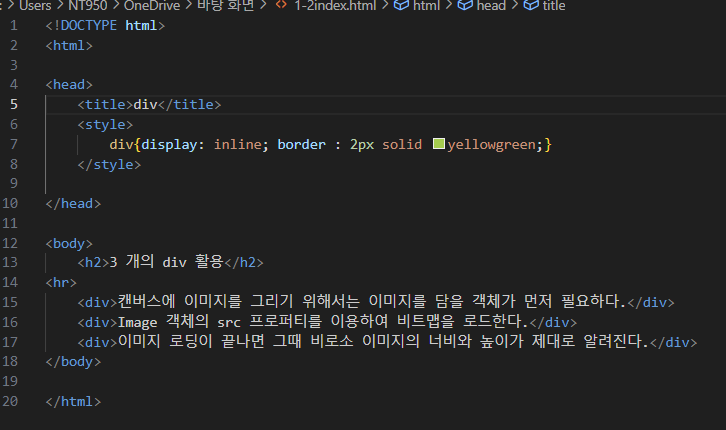 Users > NT950 > OneDrive > 바탕 화면 > <> 1-2index.html > html > head > title
1 <!DOCTYPE html>
2 <html>
3
4 <head>
5 <title>div</title>
6 <style>
7 div{display: inline; border : 2px solid yellowgreen;}
8 </style>
9
10 </head>
11
12 <body>
13 <h2>3 개의 div 활용</h2>
14 <hr>
15 <div>캔버스에 이미지를 그리기 위해서는 이미지를 담을 객체가 먼저 필요하다.</div>
16 <div>Image 객체의 src 프로퍼티를 이용하여 비트맵을 로드한다.</div>
17 <div>이미지 로딩이 끝나면 그때 비로소 이미지의 너비와 높이가 제대로 알려진다.</div>
18 </body>
19
20 </html>